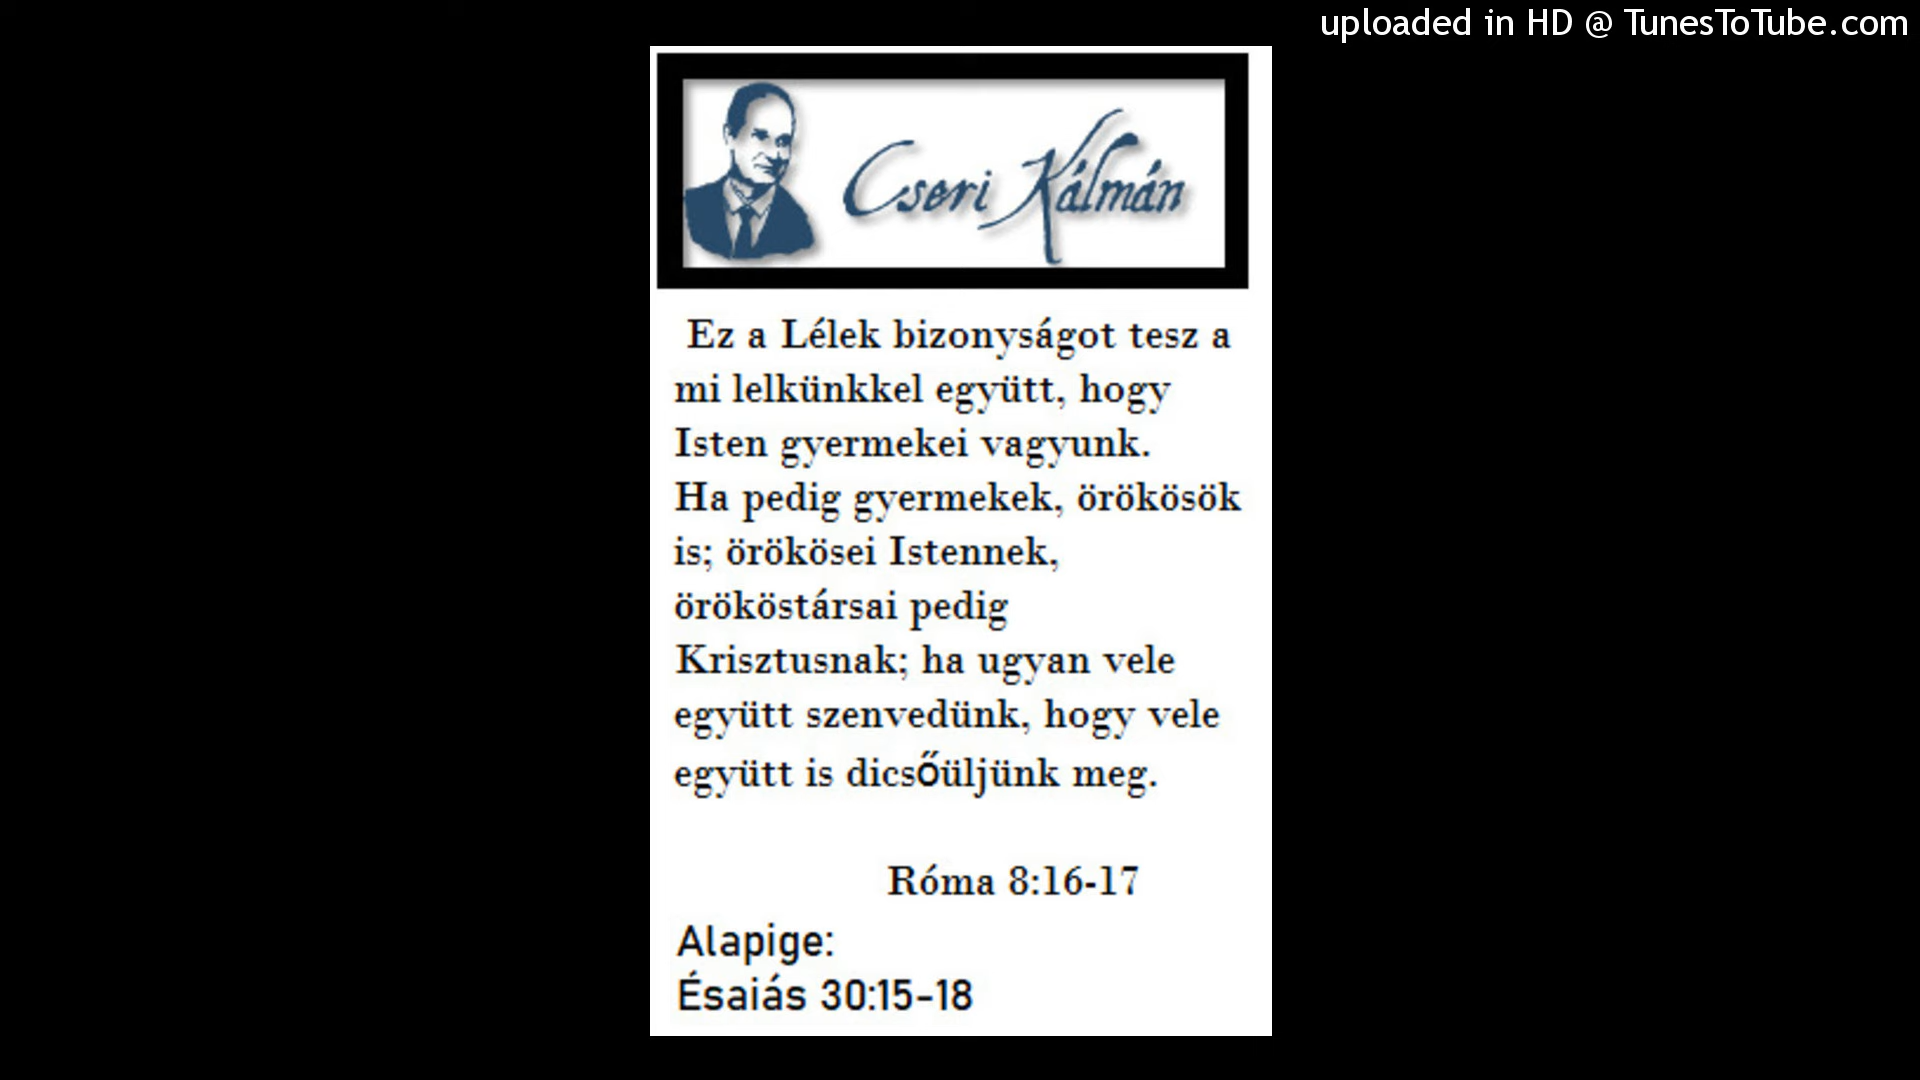 uploaded in HD @ TunesToTube.com
Cseri Kálmán
Ez a Lélek bizonyságot tesz a
mi lelkünkkel együtt, hogy
Isten gyermekei vagyunk.
Ha pedig gyermekek, örökösök
is; örökösei Istennek,
örököstársai pedig
Krisztusnak; ha ugyan vele
együtt szenvedünk, hogy vele
együtt is dicsőüljünk meg.
Róma 8:16-17
Alapige:
Ésaiás 30:15-18